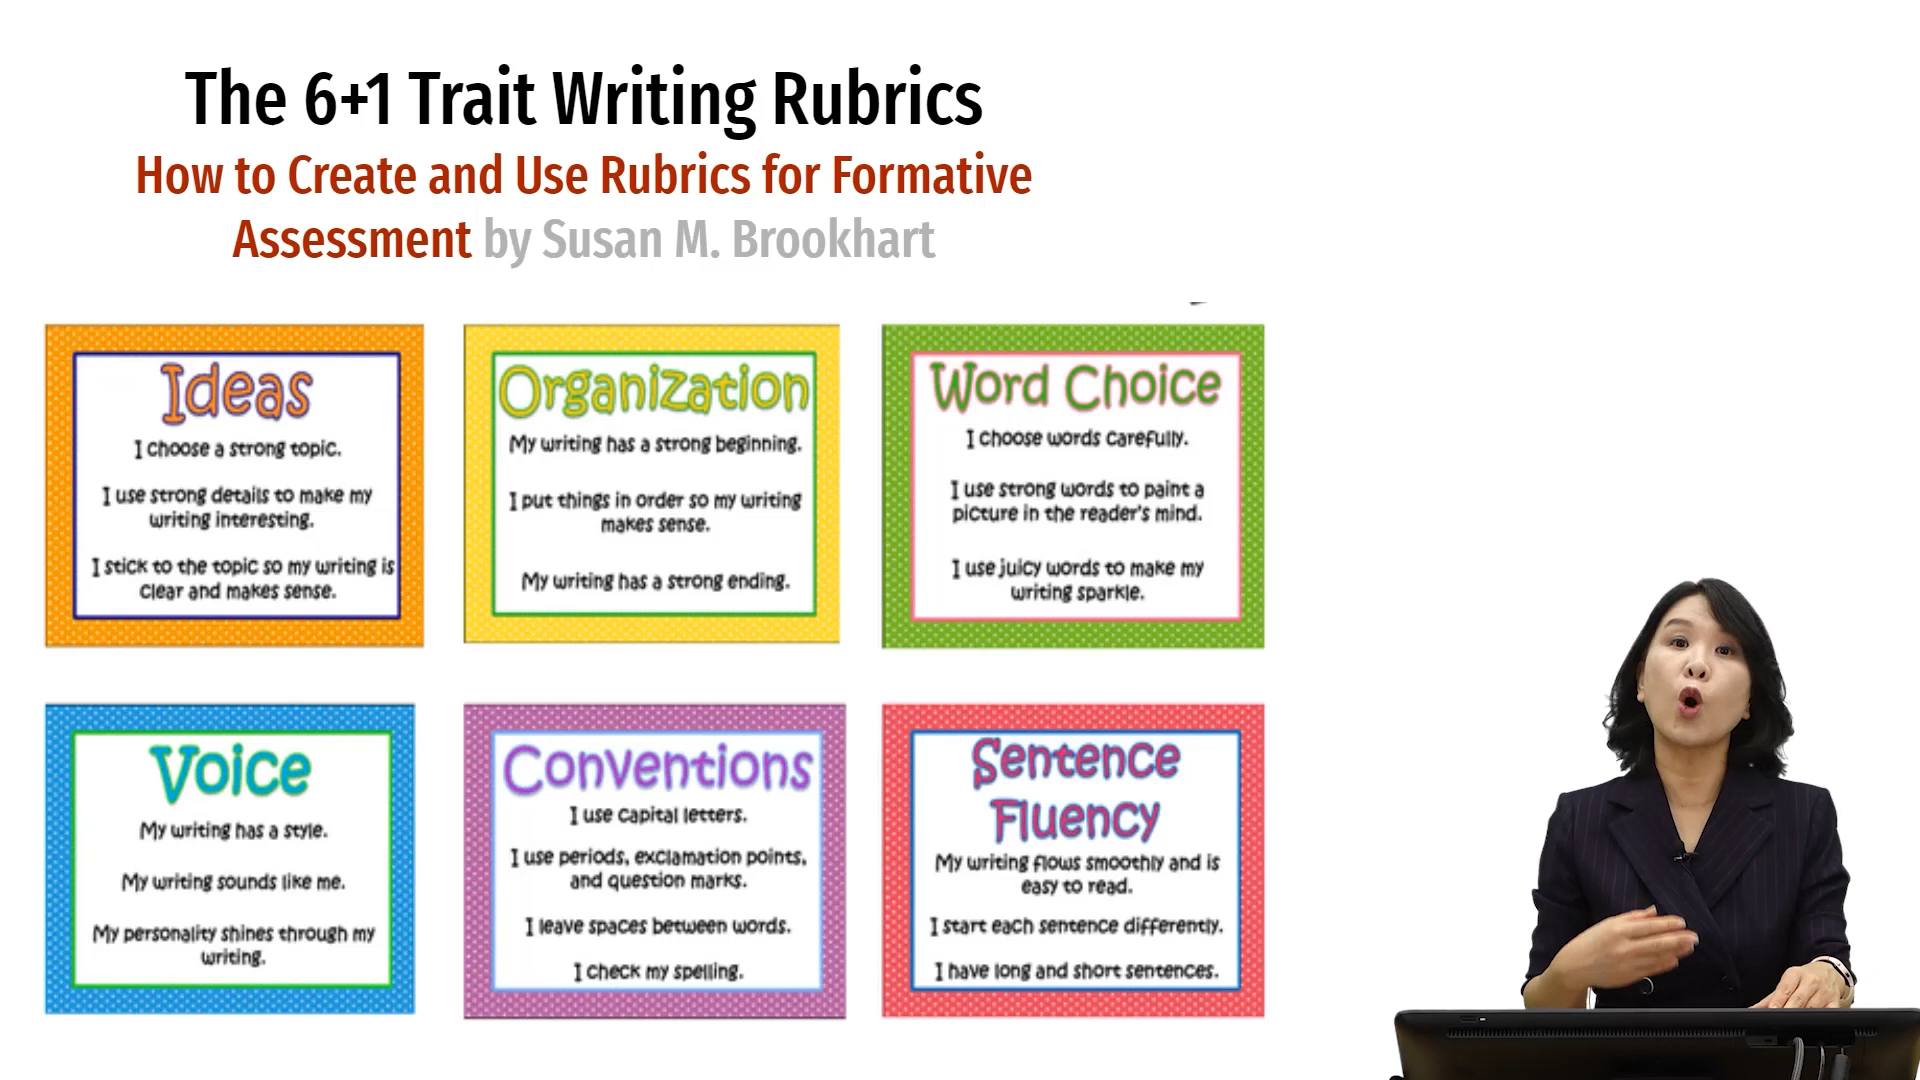 The 6+1 Trait Writing Rubrics
How to Create and Use Rubrics for Formative
Assessment by Susan M. Brookhart
Ideas
I choose a strong topic.
I use strong details to make my
writing interesting.
I stick to the topic so my writing is
clear and makes sense.
Organization
My writing has a strong beginning.
I put things in order so my writing
makes sense.
My writing has a strong ending.
Word Choice
I choose words carefully.
I use strong words to paint a
picture in the reader's mind.
I use juicy words to make my
writing sparkle.
Voice
My writing has a style.
My writing sounds like me.
My personality shines through my
writing.
Conventions
I use capital letters.
I use periods, exclamation points,
and question marks.
I leave spaces between words.
I check my spelling.
Sentence
Fluency
My writing flows smoothly and is
easy to read.
I start each sentence differently.
I have long and short sentences.